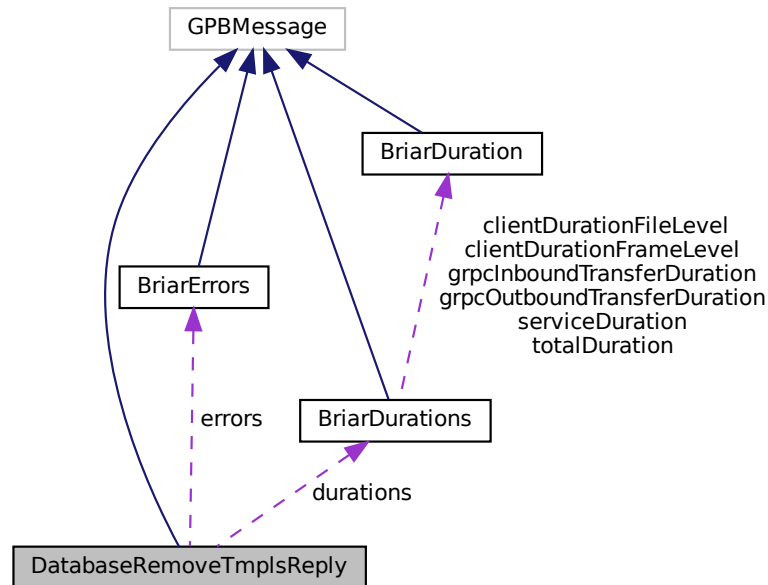 GPBMessage
BriarDuration
clientDurationFileLevel
clientDurationFrameLevel
grpcInboundTransferDuration
grpcOutboundTransferDuration
serviceDuration
totalDuration
BriarErrors
BriarDurations
errors
durations
DatabaseRemoveTmplsReply